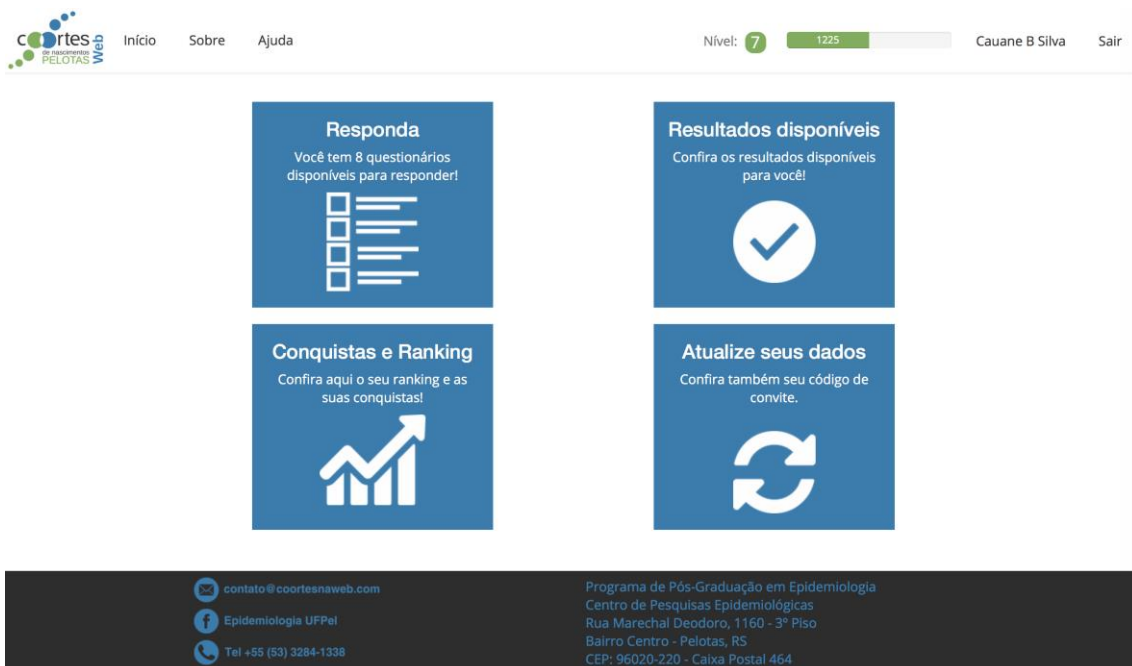 coortes
de nascimentos
PELOTAS
Web
Início
Sobre
Ajuda
Nível: 7
1225
Cauane B Silva
Sair
Responda
Você tem 8 questionários
disponíveis para responder!
Resultados disponíveis
Confira os resultados disponíveis
para você!
Conquistas e Ranking
Confira aqui o seu ranking e as
suas conquistas!
Atualize seus dados
Confira também seu código de
convite.
contato@coortesnaweb.com
Epidemiologia UFPel
Tel +55 (53) 3284-1338
Programa de Pós-Graduação em Epidemiologia
Centro de Pesquisas Epidemiológicas
Rua Marechal Deodoro, 1160 - 3º Piso
Bairro Centro - Pelotas, RS
CEP: 96020-220 - Caixa Postal 464